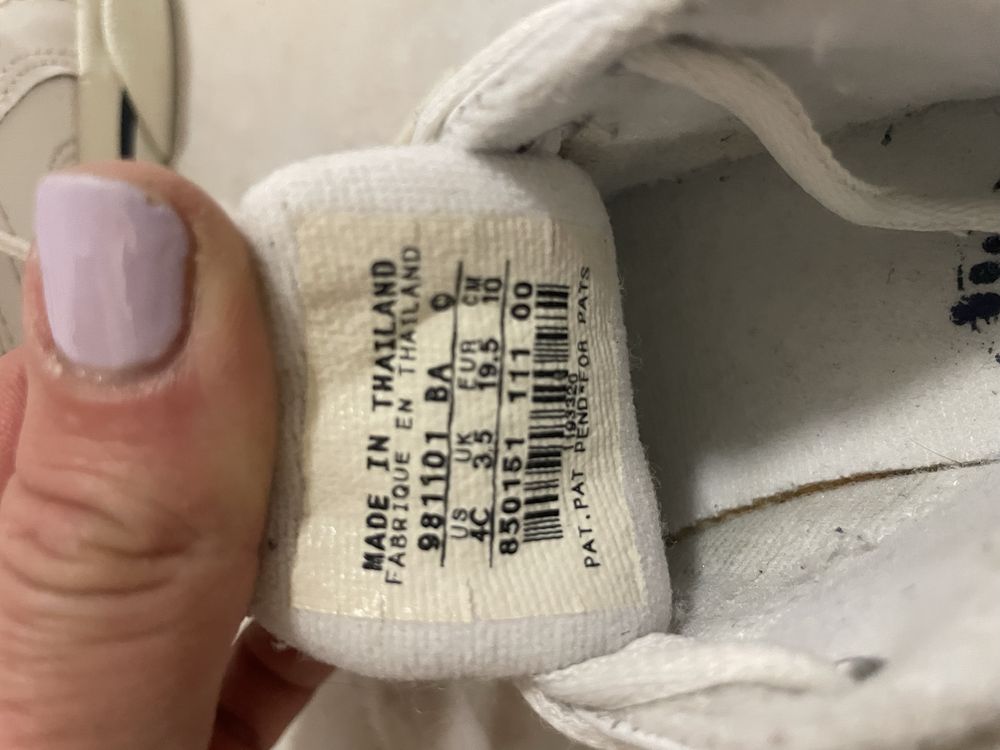 MADE IN THAILAND
FABRIQUE EN THAILAND
981101 BA 9
US UK EUR CM
4C 3.5 19.5 10
850151 111 00
193320
PAT.PAT PEND•FOR PATS